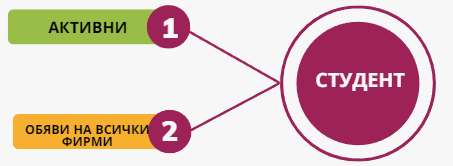 АКТИВНИ
1
СТУДЕНТ
ОБЯВИ НА ВСИЧКИ
ФИРМИ
2